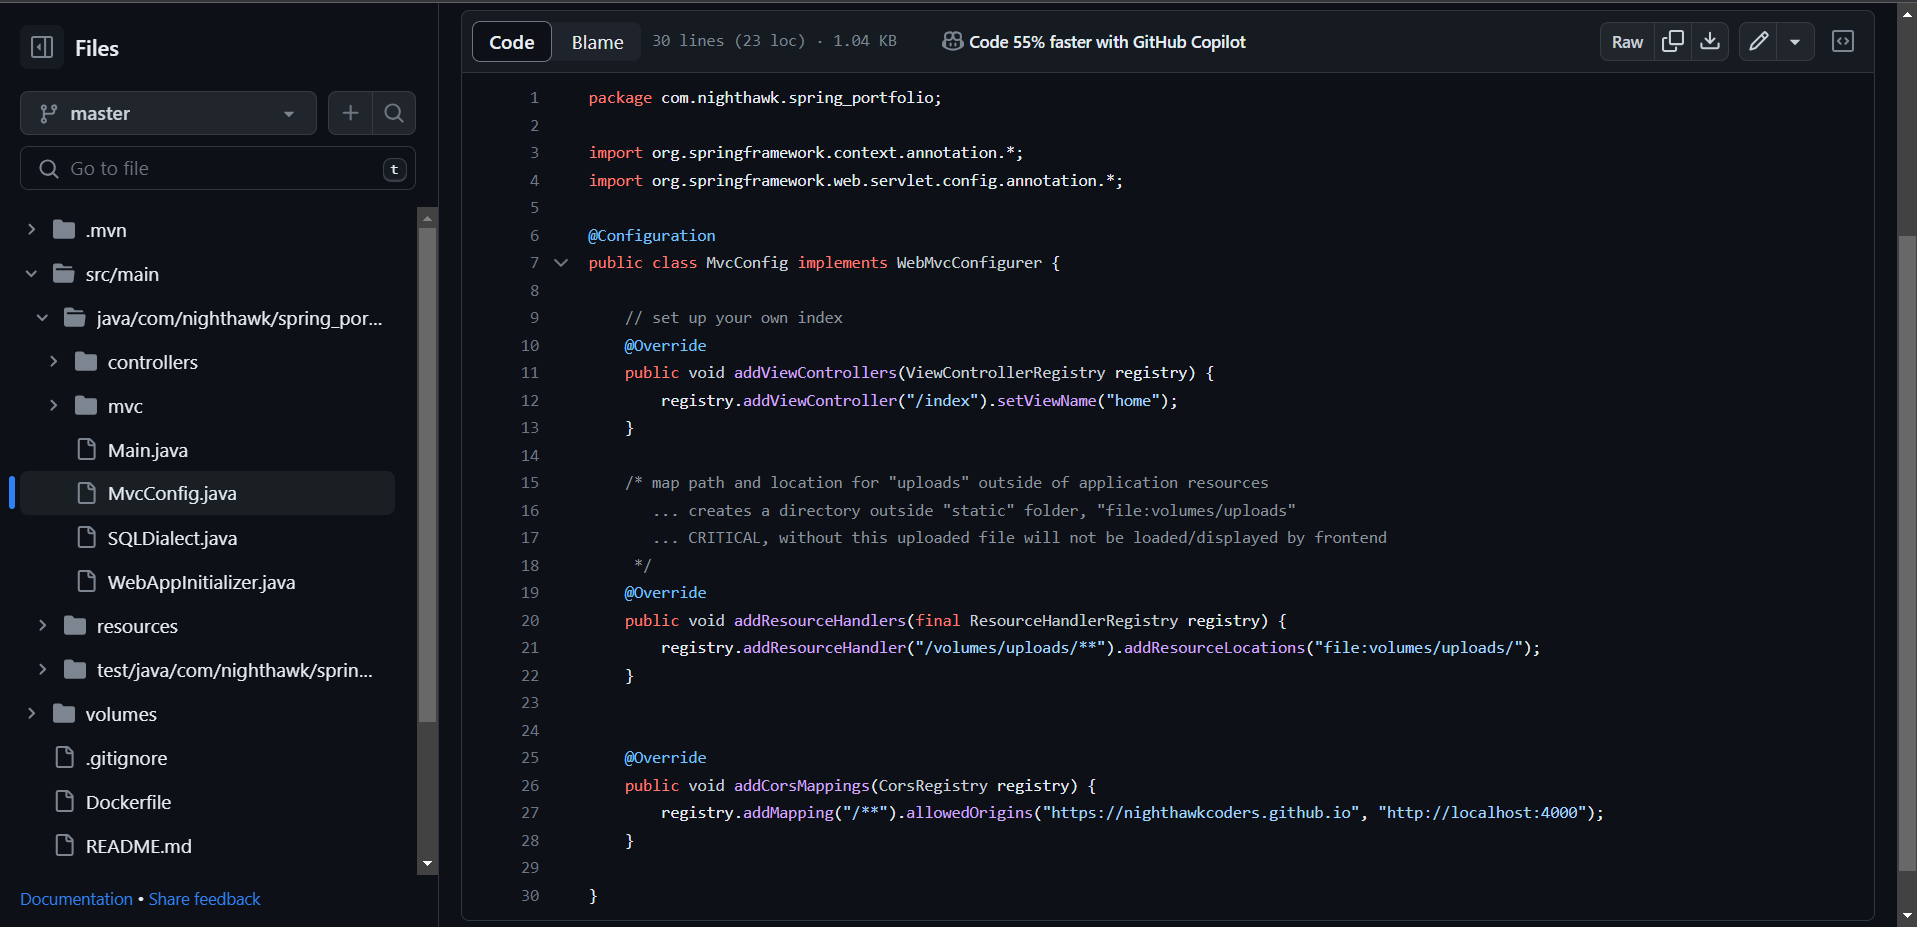 Files
master
Go to file
t
.mvn
src/main
java/com/nighthawk/spring_por...
controllers
mvc
Main.java
MvcConfig.java
SQLDialect.java
WebAppInitializer.java
resources
test/java/com/nighthawk/sprin...
volumes
.gitignore
Dockerfile
README.md
Documentation • Share feedback
Code Blame 30 lines (23 loc) · 1.04 KB Code 55% faster with GitHub Copilot Raw
1 package com.nighthawk.spring_portfolio;
2
3 import org.springframework.context.annotation.*;
4 import org.springframework.web.servlet.config.annotation.*;
5
6 @Configuration
7 public class MvcConfig implements WebMvcConfigurer {
8
9     // set up your own index
10     @Override
11     public void addViewControllers(ViewControllerRegistry registry) {
12         registry.addViewController("/index").setViewName("home");
13     }
14
15     /* map path and location for "uploads" outside of application resources
16        ... creates a directory outside "static" folder, "file:volumes/uploads"
17        ... CRITICAL, without this uploaded file will not be loaded/displayed by frontend
18      */
19     @Override
20     public void addResourceHandlers(final ResourceHandlerRegistry registry) {
21         registry.addResourceHandler("/volumes/uploads/**").addResourceLocations("file:volumes/uploads/");
22     }
23
24
25     @Override
26     public void addCorsMappings(CorsRegistry registry) {
27         registry.addMapping("/**").allowedOrigins("https://nighthawkcoders.github.io", "http://localhost:4000");
28     }
29
30 }